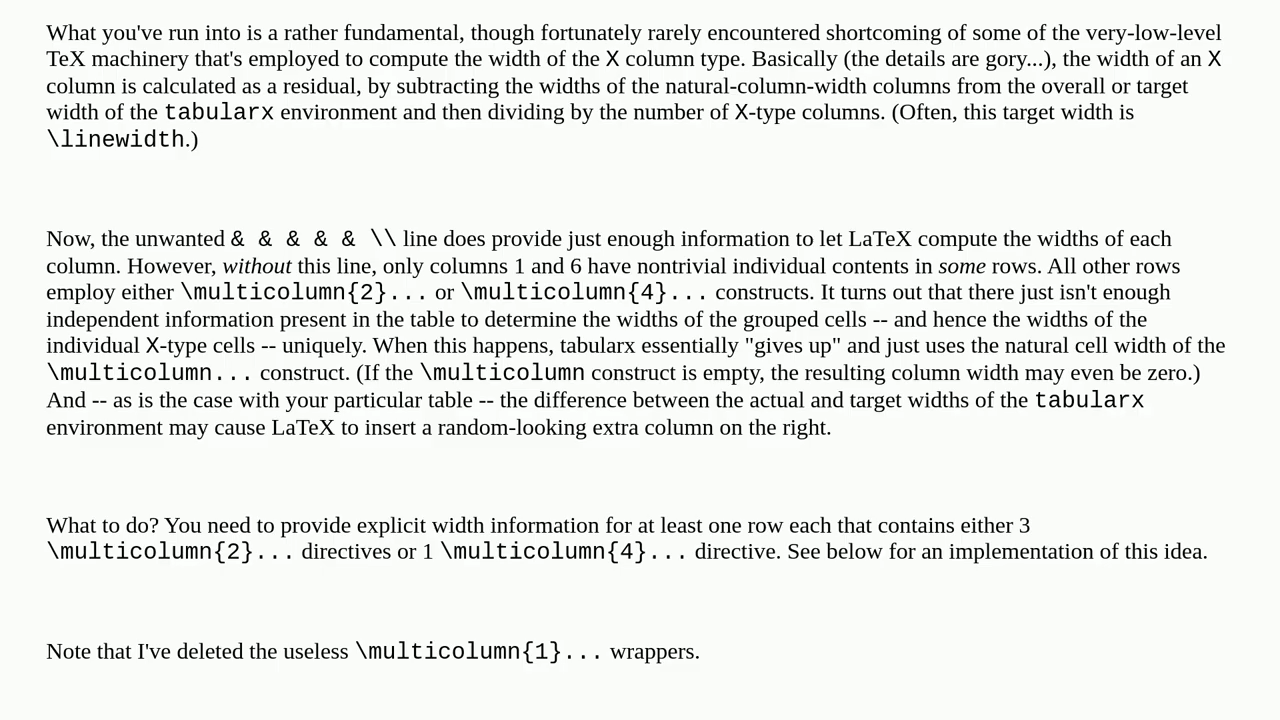 What you've run into is a rather fundamental, though fortunately rarely encountered shortcoming of some of the very-low-level
TeX machinery that's employed to compute the width of the X column type. Basically (the details are gory...), the width of an X
column is calculated as a residual, by subtracting the widths of the natural-column-width columns from the overall or target
width of the tabularx environment and then dividing by the number of X-type columns. (Often, this target width is
\linewidth.)
Now, the unwanted & & & & & \\ line does provide just enough information to let LaTeX compute the widths of each
column. However, without this line, only columns 1 and 6 have nontrivial individual contents in some rows. All other rows
employ either \multicolumn{2}... or \multicolumn{4}... constructs. It turns out that there just isn't enough
independent information present in the table to determine the widths of the grouped cells -- and hence the widths of the
individual X-type cells -- uniquely. When this happens, tabularx essentially "gives up" and just uses the natural cell width of the
\multicolumn... construct. (If the \multicolumn construct is empty, the resulting column width may even be zero.)
And -- as is the case with your particular table -- the difference between the actual and target widths of the tabularx
environment may cause LaTeX to insert a random-looking extra column on the right.
What to do? You need to provide explicit width information for at least one row each that contains either 3
\multicolumn{2}... directives or 1 \multicolumn{4}... directive. See below for an implementation of this idea.
Note that I've deleted the useless \multicolumn{1}... wrappers.